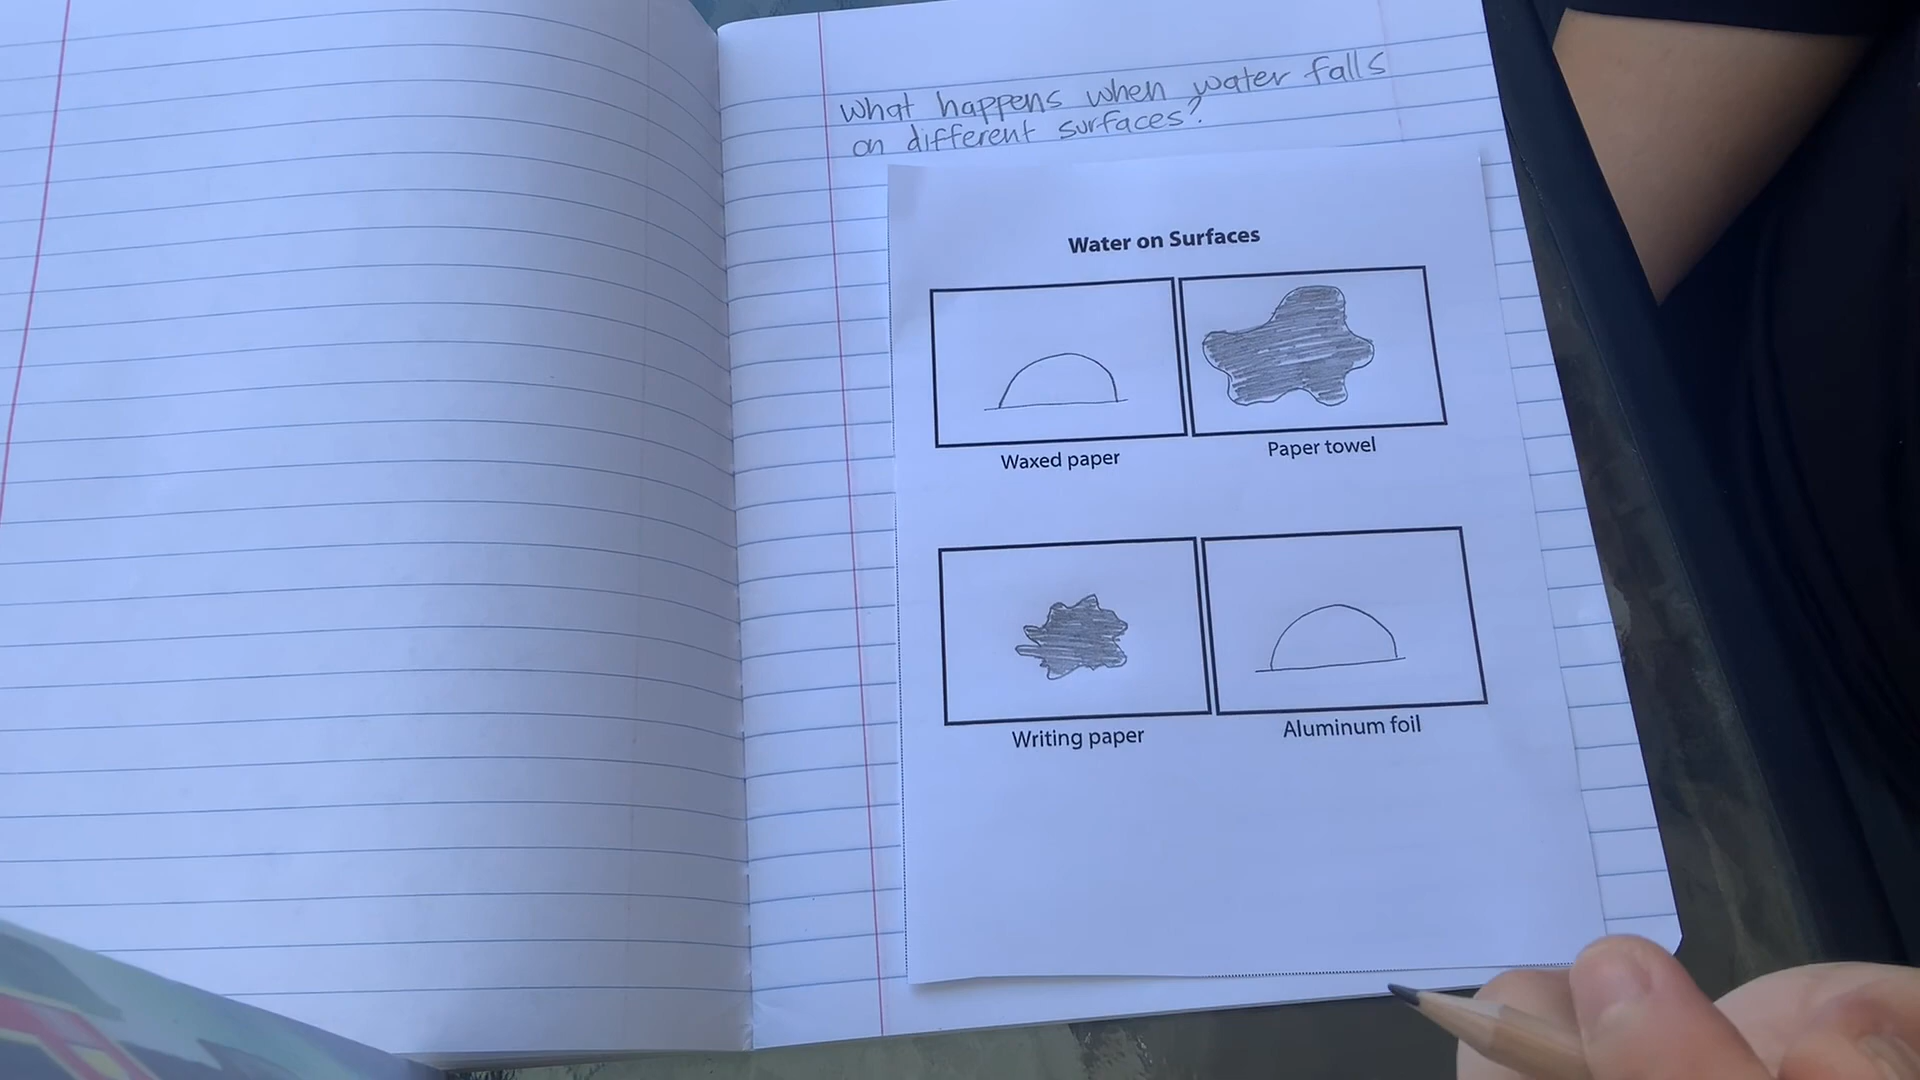 What happens when water falls
on different surfaces?
Water on Surfaces
Waxed paper
Paper towel
Writing paper
Aluminum foil